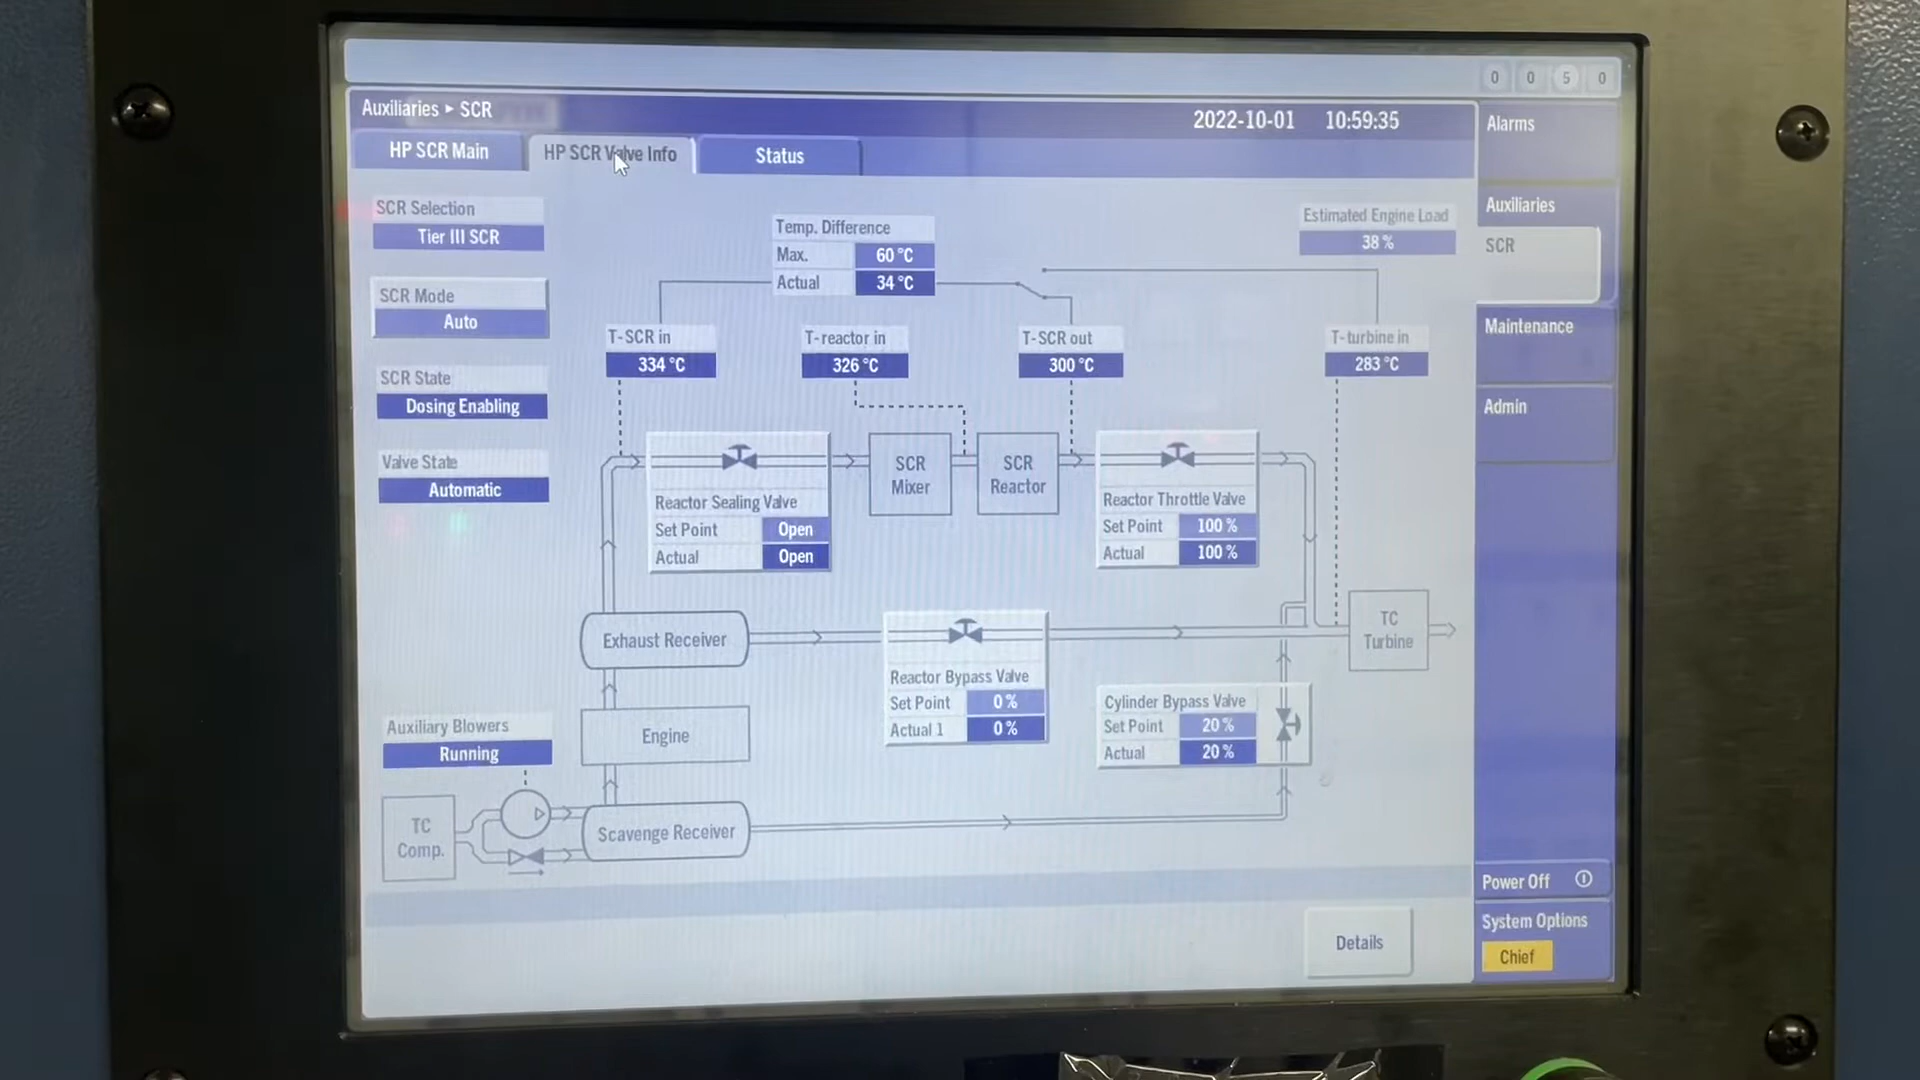 0 0 5 0
Auxiliaries ▸ SCR
2022-10-01 10:59:35
HP SCR Main
HP SCR Valve Info
Status
Alarms
Auxiliaries
SCR
Maintenance
Admin
SCR Selection
Tier III SCR
SCR Mode
Auto
SCR State
Dosing Enabling
Valve State
Automatic
Temp. Difference
Max. 60 °C
Actual 34 °C
Estimated Engine Load
38 %
T-SCR in
334 °C
T-reactor in
326 °C
T-SCR out
300 °C
T-turbine in
283 °C
Reactor Sealing Valve
Set Point Open
Actual Open
SCR
Mixer
SCR
Reactor
Reactor Throttle Valve
Set Point 100 %
Actual 100 %
Exhaust Receiver
Reactor Bypass Valve
Set Point 0 %
Actual 1 0 %
TC
Turbine
Cylinder Bypass Valve
Set Point 20 %
Actual 20 %
Auxiliary Blowers
Running
Engine
TC
Comp.
Scavenge Receiver
Details
Power Off
System Options
Chief